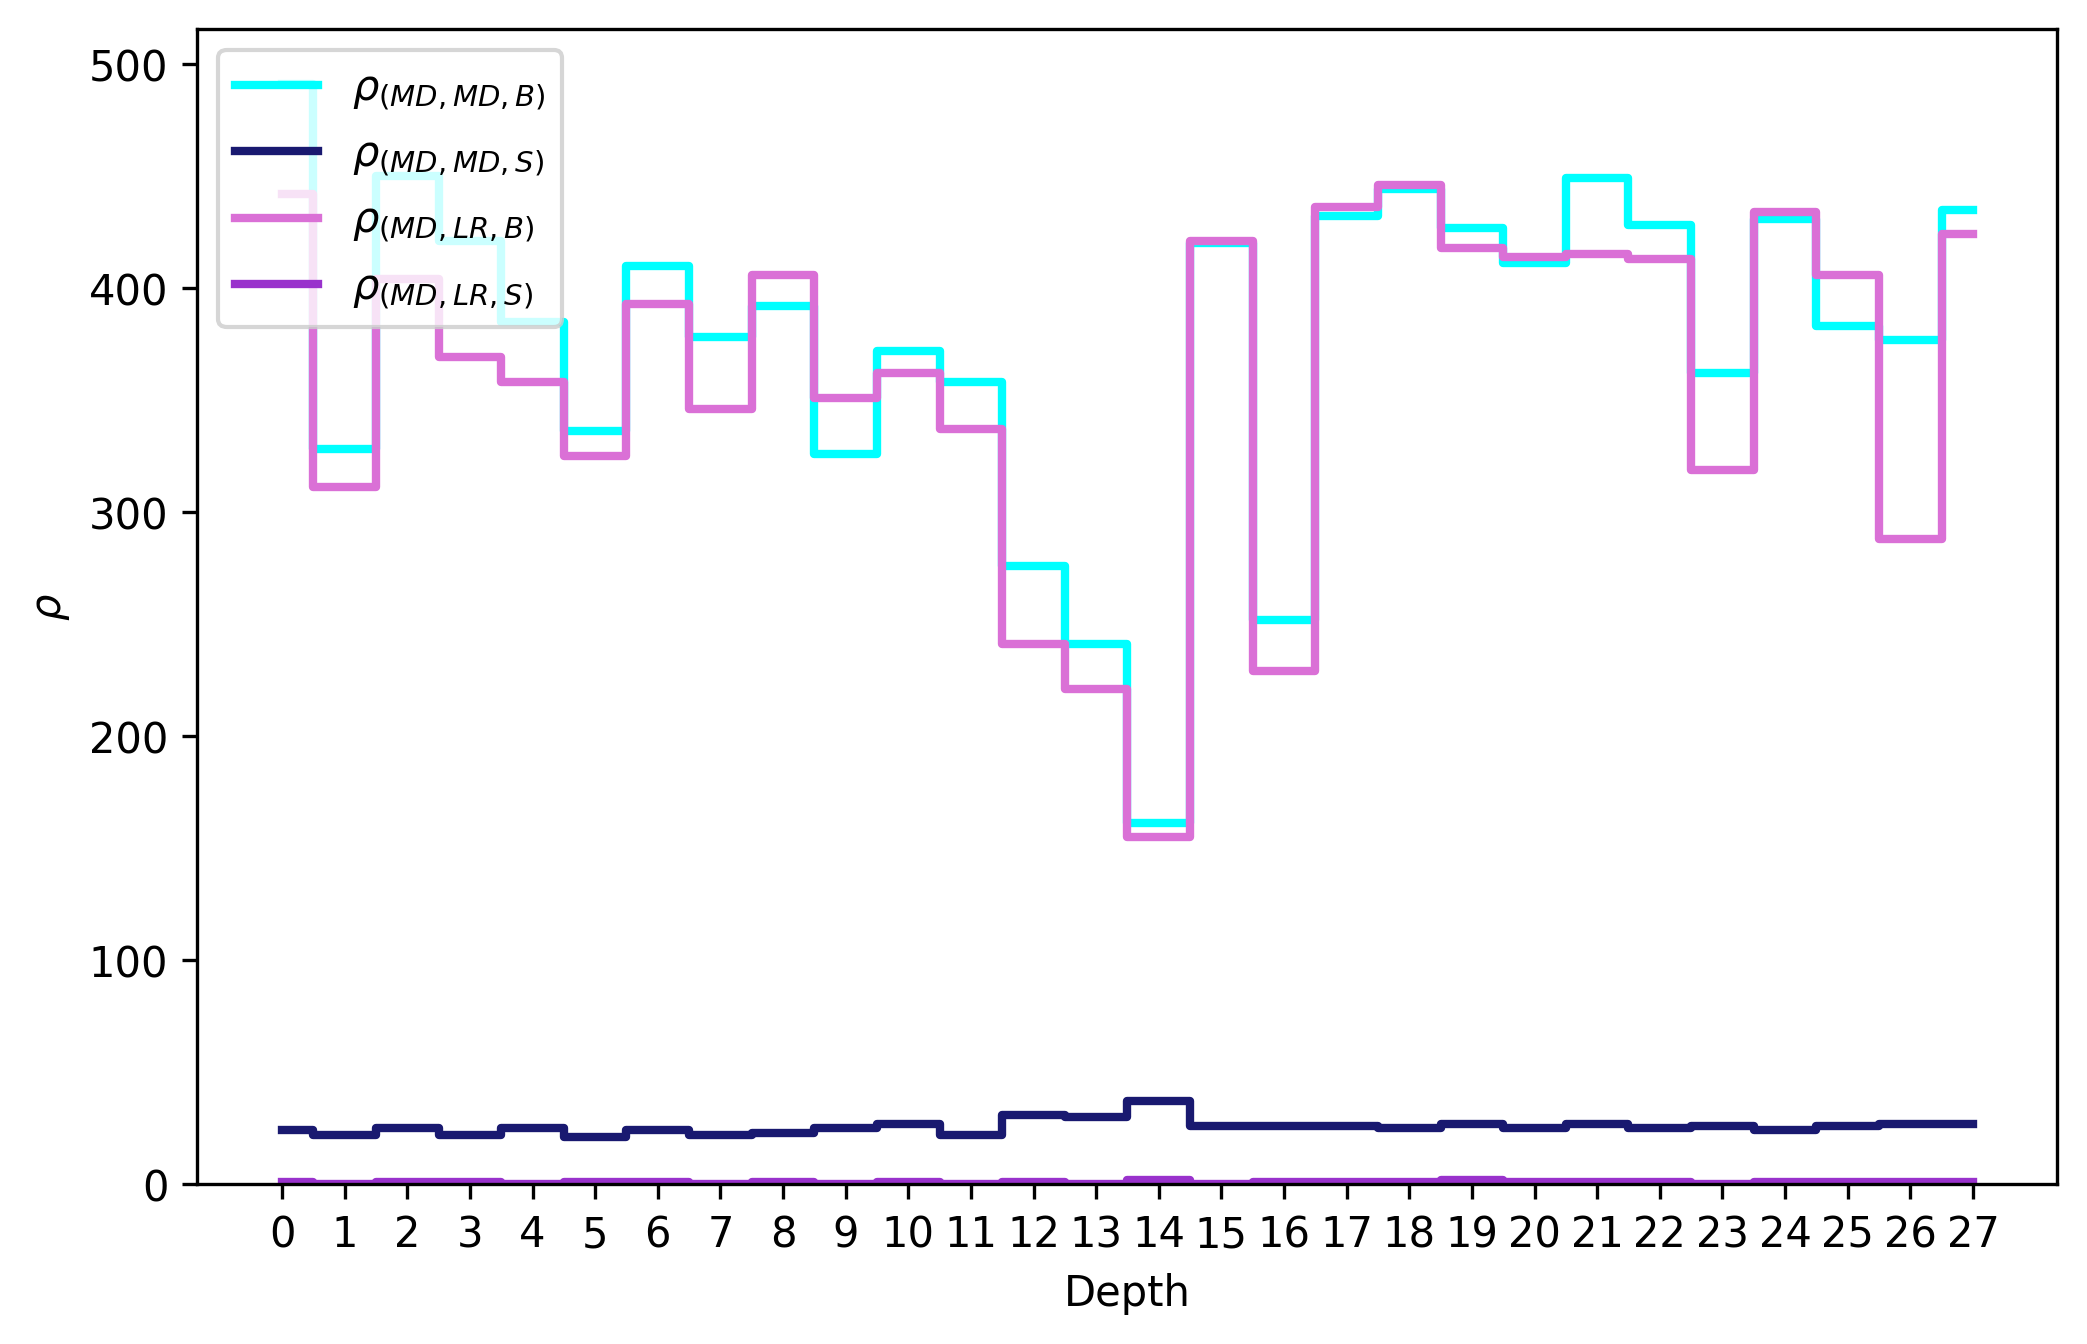 500
400
300
200
100
0
ρ
ρ(MD, MD, B)
ρ(MD, MD, S)
ρ(MD, LR, B)
ρ(MD, LR, S)
0 1 2 3 4 5 6 7 8 9 10 11 12 13 14 15 16 17 18 19 20 21 22 23 24 25 26 27
Depth